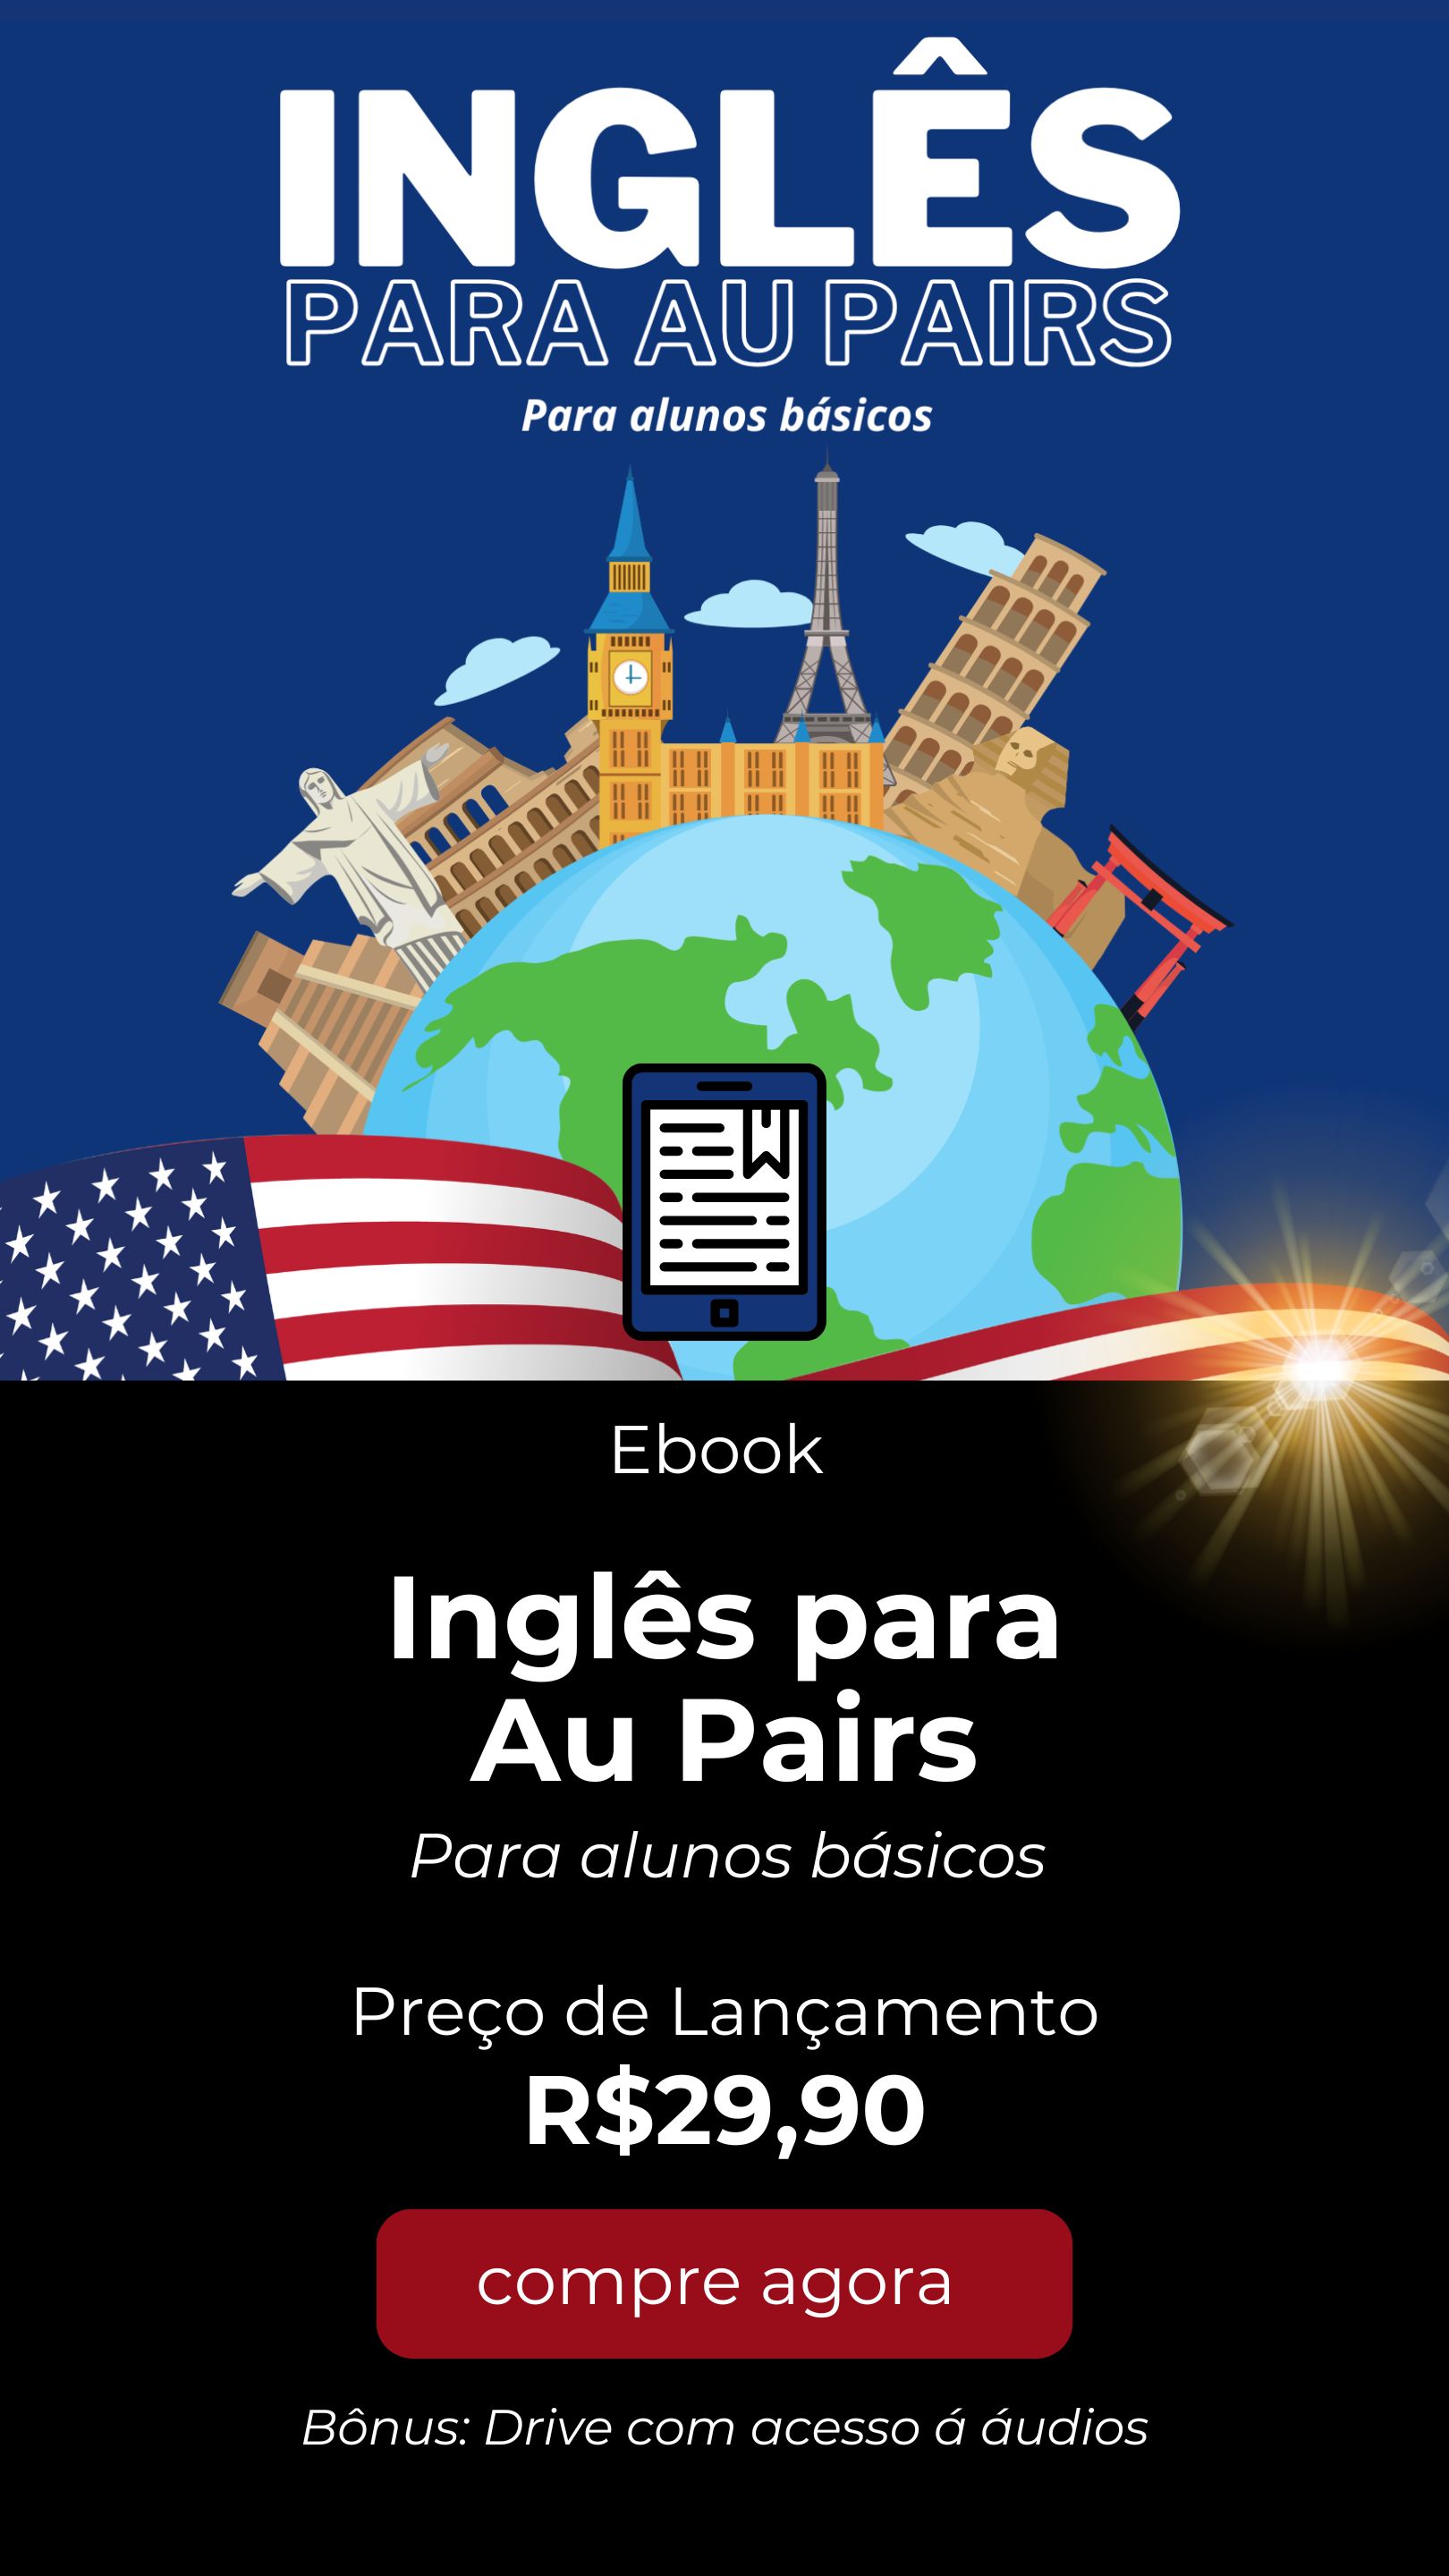 INGLÊS
PARA AU PAIRS
Para alunos básicos
Ebook
Inglês para
Au Pairs
Para alunos básicos
Preço de Lançamento
R$29,90
compre agora
Bônus: Drive com acesso á áudios